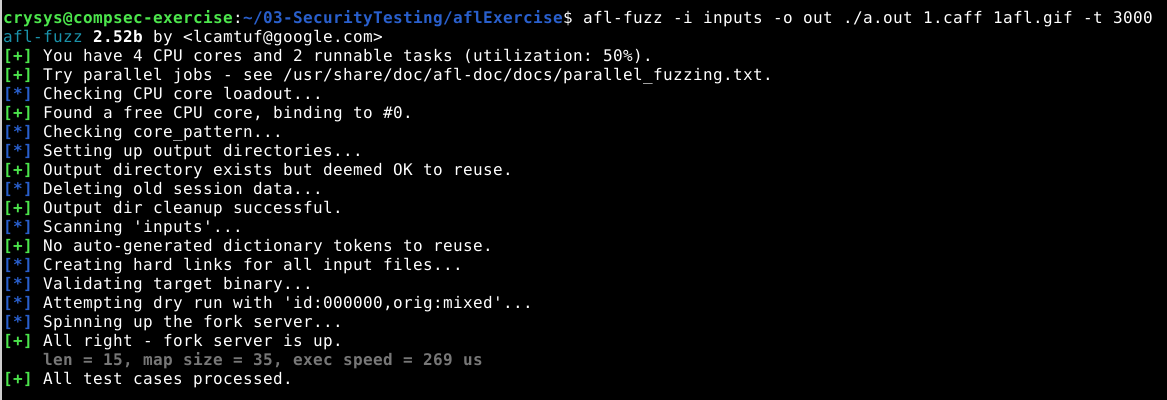 crysys@compsec-exercise:~/03-SecurityTesting/aflExercise$ afl-fuzz -i inputs -o out ./a.out 1.caff 1afl.gif -t 3000
afl-fuzz 2.52b by <lcamtuf@google.com>
[+] You have 4 CPU cores and 2 runnable tasks (utilization: 50%).
[+] Try parallel jobs - see /usr/share/doc/afl-doc/docs/parallel_fuzzing.txt.
[*] Checking CPU core loadout...
[+] Found a free CPU core, binding to #0.
[*] Checking core_pattern...
[*] Setting up output directories...
[+] Output directory exists but deemed OK to reuse.
[*] Deleting old session data...
[+] Output dir cleanup successful.
[*] Scanning 'inputs'...
[+] No auto-generated dictionary tokens to reuse.
[*] Creating hard links for all input files...
[*] Validating target binary...
[*] Attempting dry run with 'id:000000,orig:mixed'...
[*] Spinning up the fork server...
[+] All right - fork server is up.
    len = 15, map size = 35, exec speed = 269 us
[+] All test cases processed.